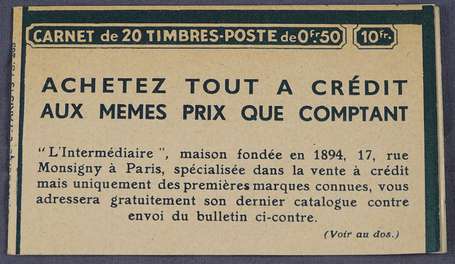 CARNET de 20 TIMBRES-POSTE de 0Fr.50 10Fr.
ACHETEZ TOUT A CRÉDIT
AUX MEMES PRIX QUE COMPTANT
"L'Intermédiaire", maison fondée en 1894, 17, rue
Monsigny à Paris, spécialisée dans la vente à crédit
mais uniquement des premières marques connues, vous
adressera gratuitement son dernier catalogue contre
envoi du bulletin ci-contre.
(Voir au dos.)